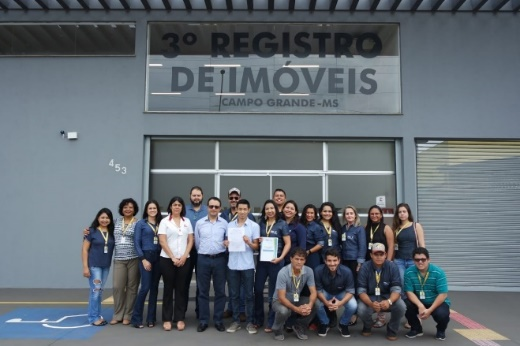 3º REGISTRO
DE IMÓVEIS
CAMPO GRANDE-MS
453